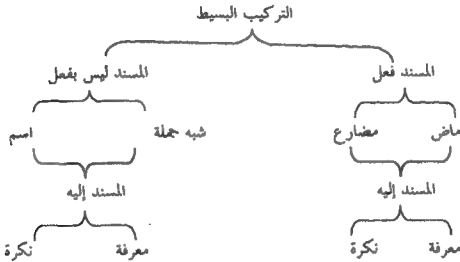 التركيب البسيط
المسند فعل المسند ليس بفعل
ماض مضارع شبه جملة اسم
المسند إليه المسند إليه
معرفة نكرة معرفة نكرة